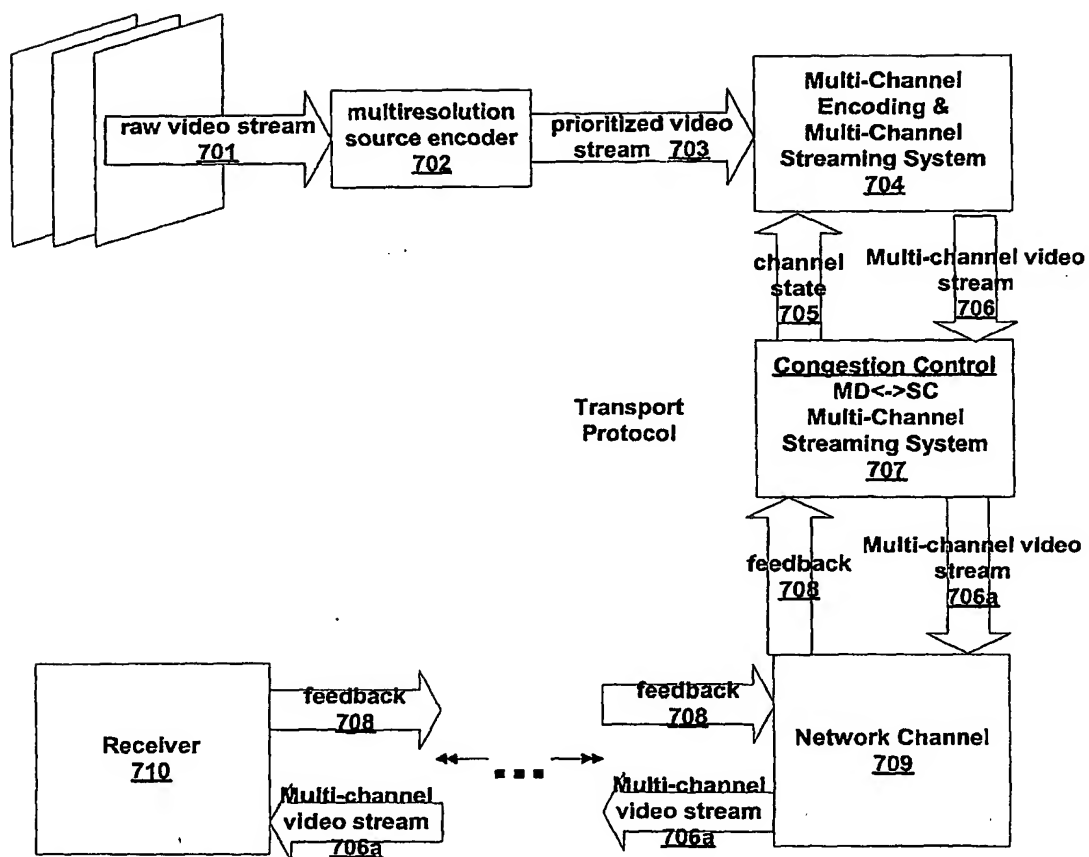 raw video stream
701
multiresolution
source encoder
702
prioritized video
stream 703
Multi-Channel
Encoding &
Multi-Channel
Streaming System
704
channel
state
705
Multi-channel video
stream
706
Transport
Protocol
Congestion Control
MD<->SC
Multi-Channel
Streaming System
707
feedback
708
Multi-channel video
stream
706a
Receiver
710
feedback
708
Multi-channel
video stream
706a
...
feedback
708
Multi-channel
video stream
706a
Network Channel
709